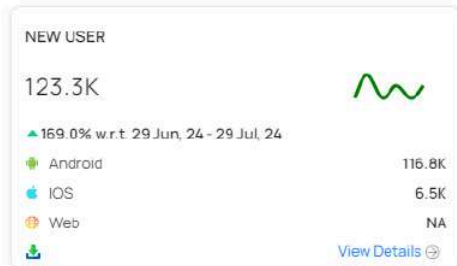 NEW USER
123.3K
169.0% w.r.t. 29 Jun, 24 - 29 Jul, 24
Android 116.8K
IOS 6.5K
Web NA
View Details